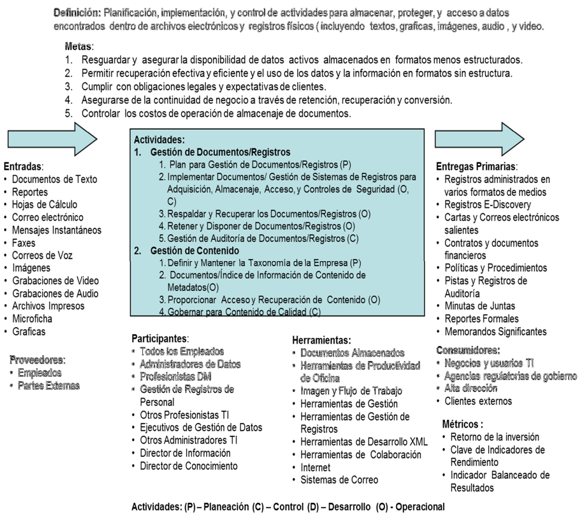 Definición: Planificación, implementación, y control de actividades para almacenar, proteger, y acceso a datos
encontrados dentro de archivos electrónicos y registros físicos ( incluyendo textos, graficas, imágenes, audio , y video.
Metas:
1. Resguardar y asegurar la disponibilidad de datos activos almacenados en formatos menos estructurados.
2. Permitir recuperación efectiva y eficiente y el uso de los datos y la información en formatos sin estructura.
3. Cumplir con obligaciones legales y expectativas de clientes.
4. Asegurarse de la continuidad de negocio a través de retención, recuperación y conversión.
5. Controlar los costos de operación de almacenaje de documentos.
Entradas:
• Documentos de Texto
• Reportes
• Hojas de Cálculo
• Correo electrónico
• Mensajes Instantáneos
• Faxes
• Correos de Voz
• Imágenes
• Grabaciones de Video
• Grabaciones de Audio
• Archivos Impresos
• Microficha
• Graficas
Proveedores:
• Empleados
• Partes Externas
Actividades:
1. Gestión de Documentos/Registros
1. Plan para Gestión de Documentos/Registros (P)
2. Implementar Documentos/ Gestión de Sistemas de Registros para
Adquisición, Almacenaje, Acceso, y Controles de Seguridad (O,
C)
3. Respaldar y Recuperar los Documentos/Registros (O)
4. Retener y Disponer de Documentos/Registros (O)
5. Gestión de Auditoría de Documentos/Registros (C)
2. Gestión de Contenido
1. Definir y Mantener la Taxonomía de la Empresa (P)
2. Documentos/Índice de Información de Contenido de
Metadatos(O)
3. Proporcionar Acceso y Recuperación de Contenido (O)
4. Gobernar para Contenido de Calidad (C)
Participantes:
• Todos los Empleados
• Administradores de Datos
• Profesionistas DM
• Gestión de Registros de
Personal
• Otros Profesionistas TI
• Ejecutivos de Gestión de Datos
• Otros Administradores TI
• Director de Información
• Director de Conocimiento
Herramientas:
• Documentos Almacenados
• Herramientas de Productividad
de Oficina
• Imagen y Flujo de Trabajo
• Herramientas de Gestión
• Herramientas de Gestión de
Registros
• Herramientas de Desarrollo XML
• Herramientas de Colaboración
• Internet
• Sistemas de Correo
Entregas Primarias:
• Registros administrados en
varios formatos de medios
• Registros E-Discovery
• Cartas y Correos electrónicos
salientes
• Contratos y documentos
financieros
• Políticas y Procedimientos
• Pistas y Registros de
Auditoría
• Minutas de Juntas
• Reportes Formales
• Memorandos Significantes
Consumidores:
• Negocios y usuarios TI
• Agencias regulatorias de gobierno
• Alta dirección
• Clientes externos
Métricos :
• Retorno de la inversión
• Clave de Indicadores de
Rendimiento
• Indicador Balanceado de
Resultados
Actividades: (P) – Planeación (C) – Control (D) – Desarrollo (O) - Operacional